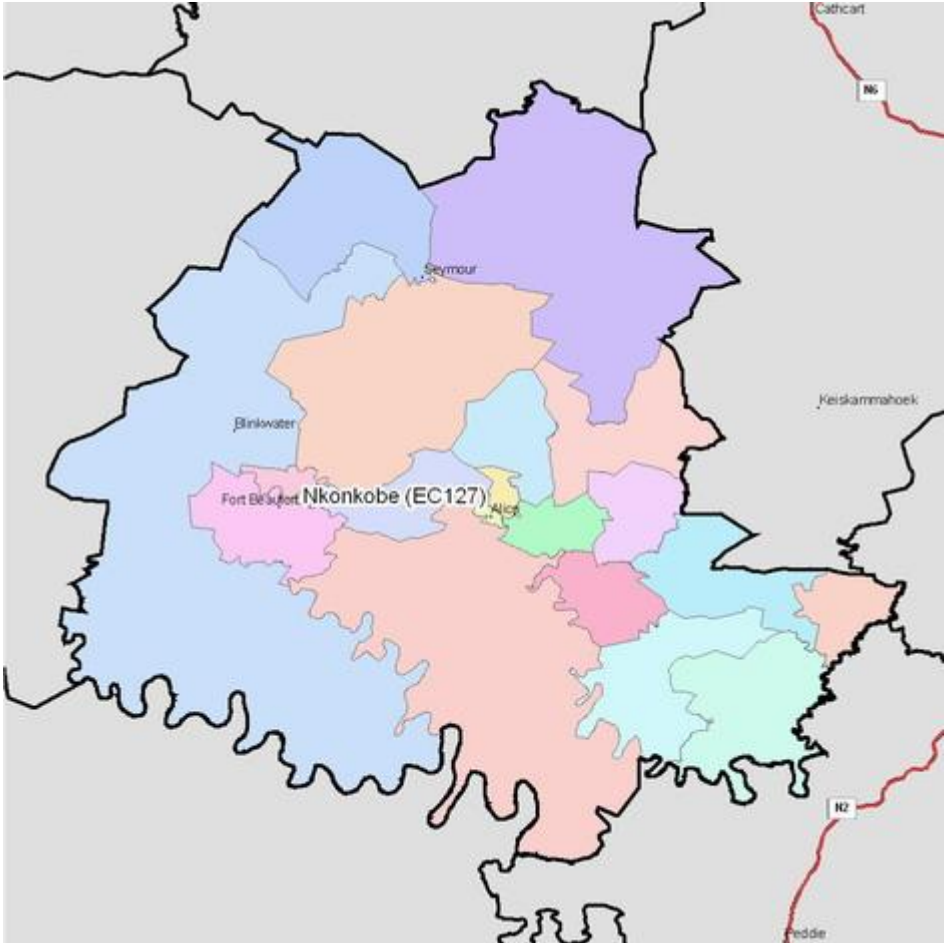 Cathcart
N6
Seymour
Keiskammahoek
Blinkwater
Fort Beaufort
Nkonkobe (EC127)
Alice
N2
Peddie